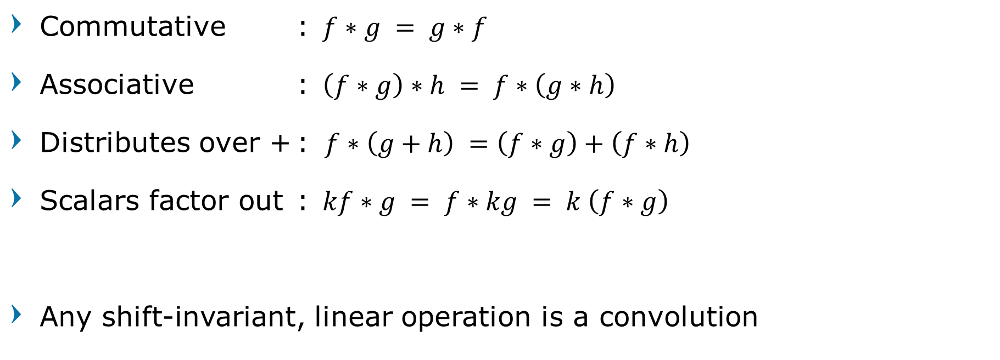 Commutative : f ∗ g = g ∗ f
Associative : (f ∗ g) ∗ h = f ∗ (g ∗ h)
Distributes over + : f ∗ (g + h) = (f ∗ g) + (f ∗ h)
Scalars factor out : kf ∗ g = f ∗ kg = k (f ∗ g)
Any shift-invariant, linear operation is a convolution